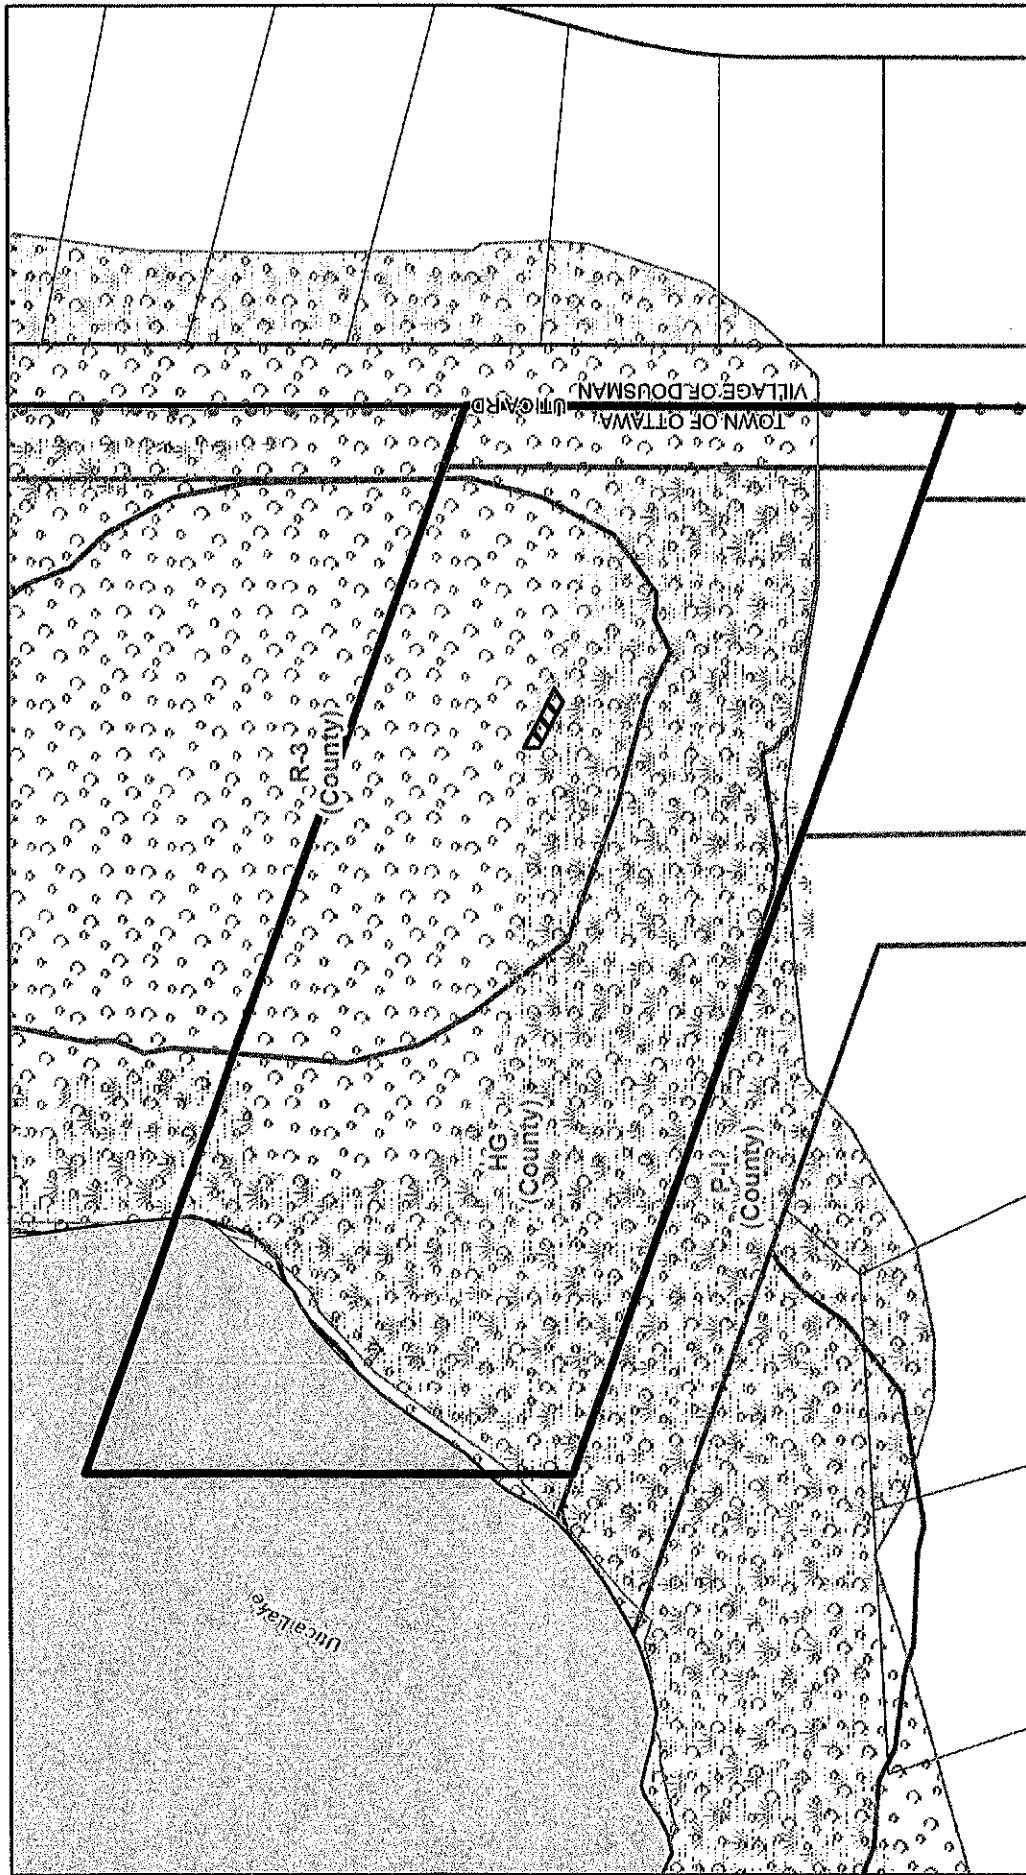 VILLAGE OF DOUSMAN
UTICA RD
TOWN OF OTTAWA
R-3
(County)
HG
(County)
P-I
(County)
Utica Lake